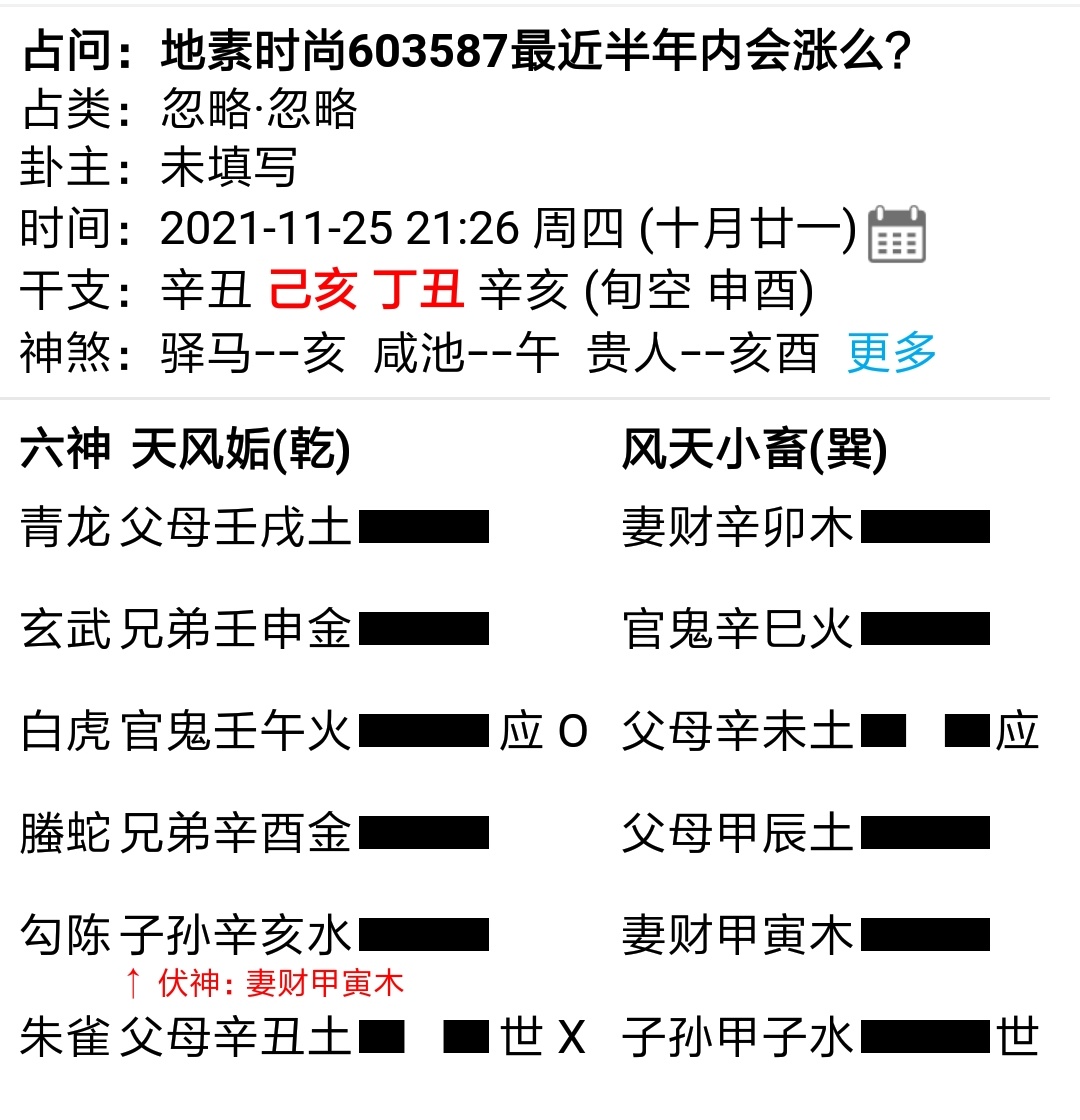 占问：地素时尚603587最近半年内会涨么？
占类：忽略·忽略
卦主：未填写
时间：2021-11-25 21:26 周四 (十月廿一)
干支：辛丑 己亥 丁丑 辛亥 (旬空 申酉)
神煞：驿马--亥 咸池--午 贵人--亥酉 更多
六神 天风姤(乾) 风天小畜(巽)
青龙 父母壬戌土 妻财辛卯木
玄武 兄弟壬申金 官鬼辛巳火
白虎 官鬼壬午火 应 O 父母辛未土 应
螣蛇 兄弟辛酉金 父母甲辰土
勾陈 子孙辛亥水 妻财甲寅木
↑ 伏神：妻财甲寅木
朱雀 父母辛丑土 世 X 子孙甲子水 世